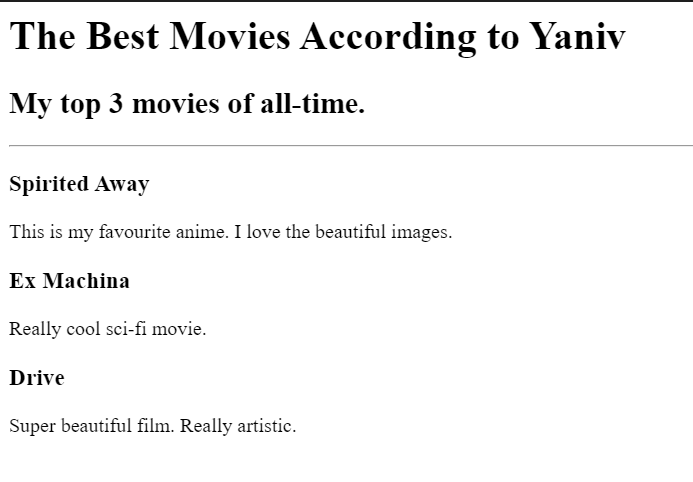 The Best Movies According to Yaniv
My top 3 movies of all-time.
Spirited Away
This is my favourite anime. I love the beautiful images.
Ex Machina
Really cool sci-fi movie.
Drive
Super beautiful film. Really artistic.